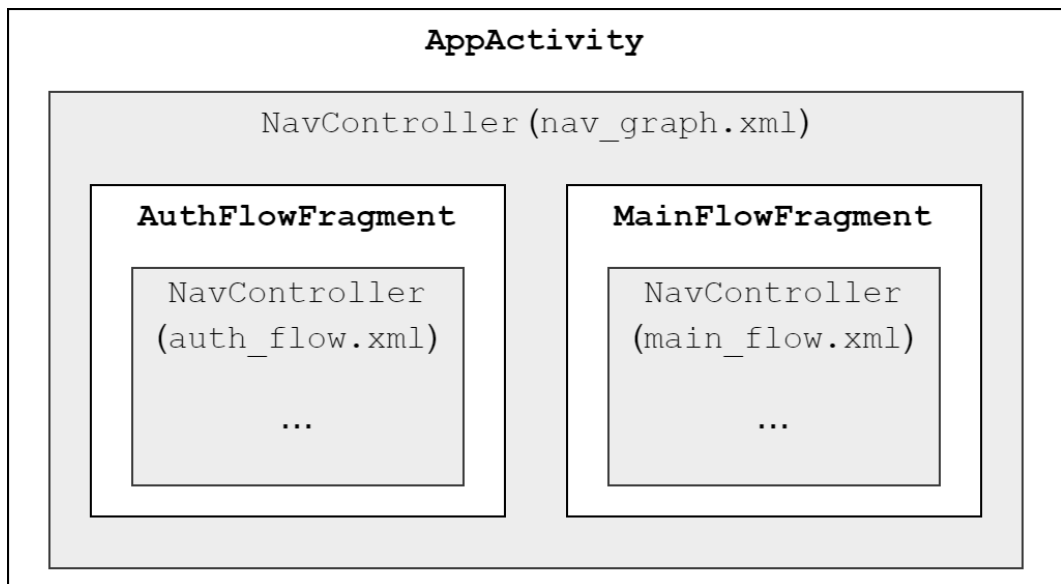 AppActivity
NavController (nav_graph.xml)
AuthFlowFragment
NavController
(auth_flow.xml)
...
MainFlowFragment
NavController
(main_flow.xml)
...